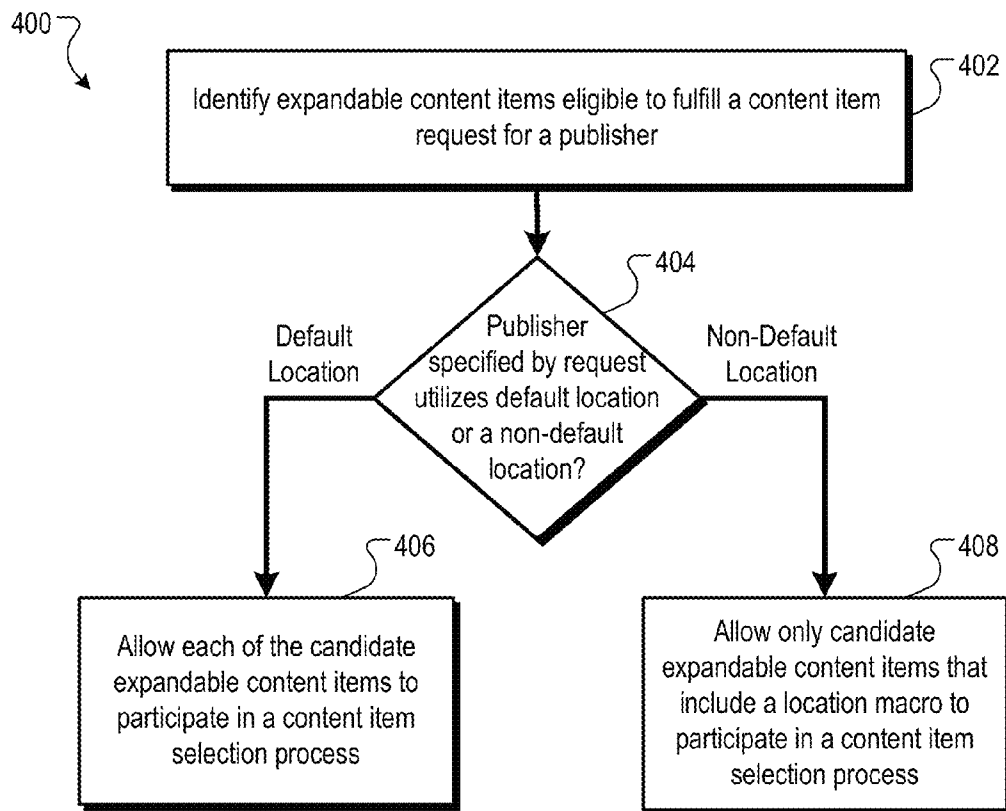 400
402
Identify expandable content items eligible to fulfill a content item
request for a publisher
404
Default
Location
Publisher
specified by request
utilizes default location
or a non-default
location?
Non-Default
Location
406
Allow each of the candidate
expandable content items to
participate in a content item
selection process
408
Allow only candidate
expandable content items that
include a location macro to
participate in a content item
selection process